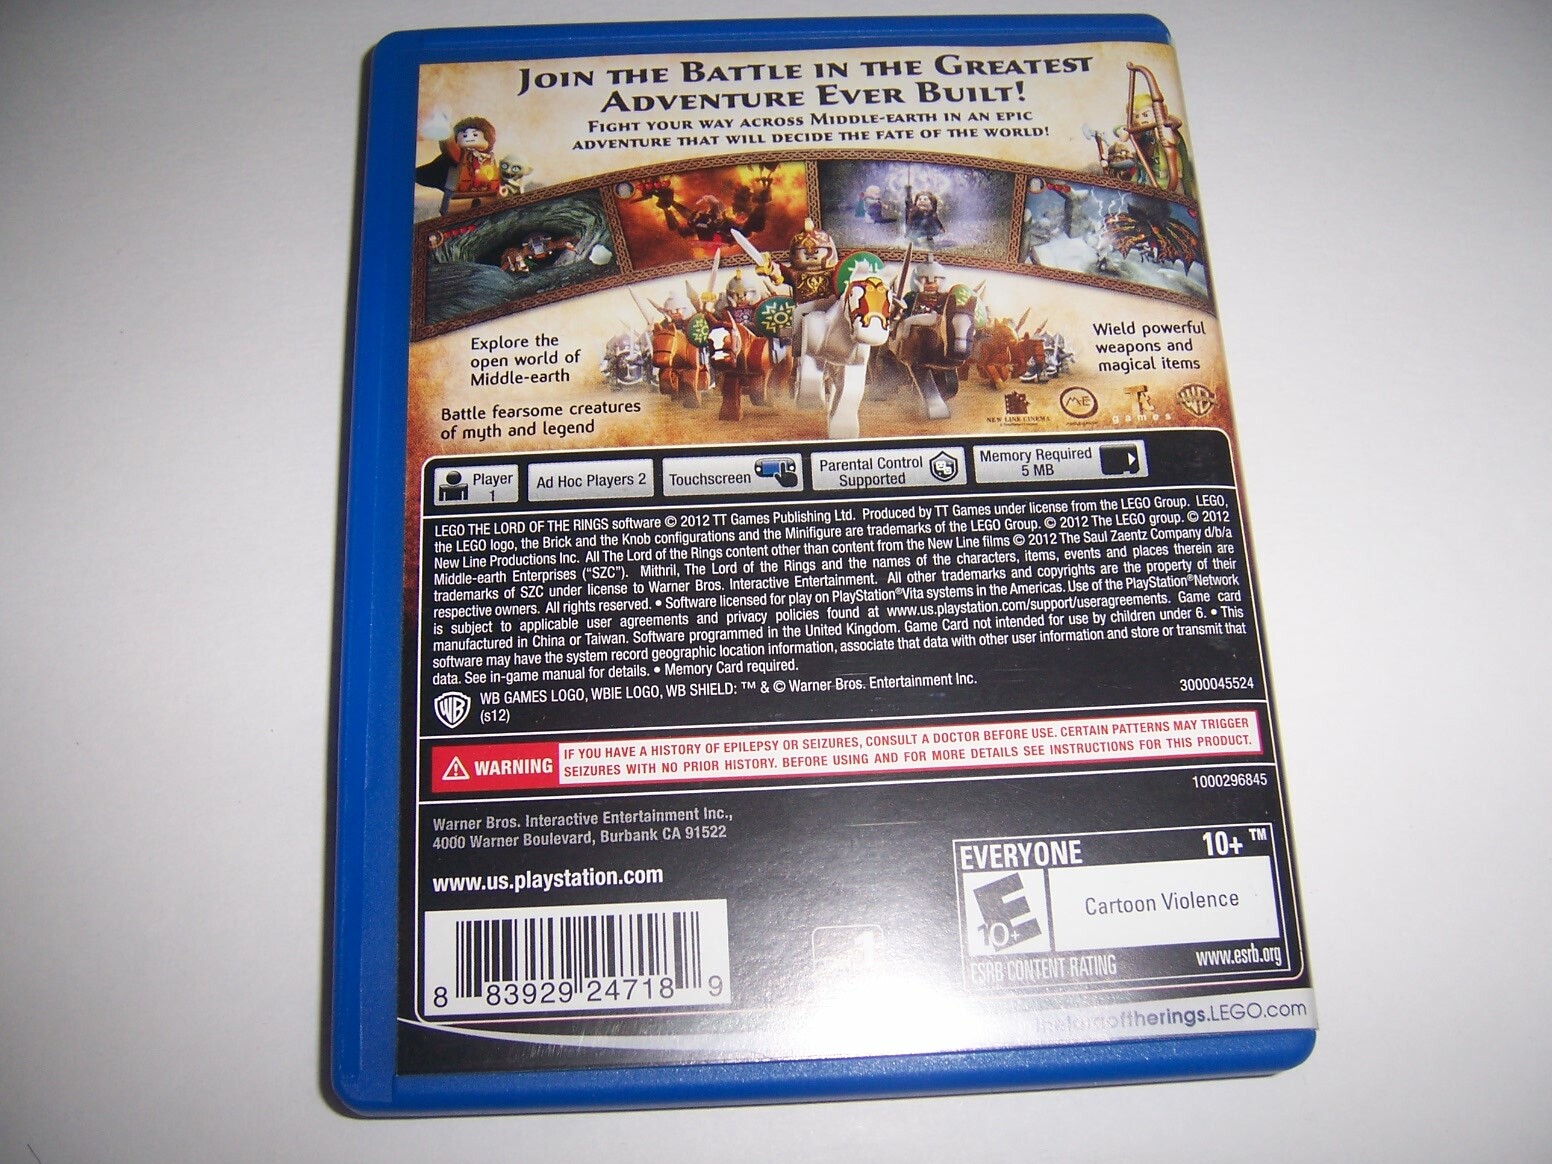 JOIN THE BATTLE IN THE GREATEST
ADVENTURE EVER BUILT!
FIGHT YOUR WAY ACROSS MIDDLE-EARTH IN AN EPIC
ADVENTURE THAT WILL DECIDE THE FATE OF THE WORLD!
Explore the
open world of
Middle-earth
Battle fearsome creatures
of myth and legend
Wield powerful
weapons and
magical items
NEW LINE CINEMA
games
Player
1
Ad Hoc Players 2
Touchscreen
Parental Control
Supported
Memory Required
5 MB
LEGO THE LORD OF THE RINGS software © 2012 TT Games Publishing Ltd. Produced by TT Games under license from the LEGO Group. LEGO,
the LEGO logo, the Brick and the Knob configurations and the Minifigure are trademarks of the LEGO Group. © 2012 The LEGO group. © 2012
New Line Productions Inc. All The Lord of the Rings content other than content from the New Line films © 2012 The Saul Zaentz Company d/b/a
Middle-earth Enterprises (“SZC”). Mithril, The Lord of the Rings and the names of the characters, items, events and places therein are
trademarks of SZC under license to Warner Bros. Interactive Entertainment. All other trademarks and copyrights are the property of their
respective owners. All rights reserved. • Software licensed for play on PlayStation®Vita systems in the Americas. Use of the PlayStation®Network
is subject to applicable user agreements and privacy policies found at www.us.playstation.com/support/useragreements. Game card
manufactured in China or Taiwan. Software programmed in the United Kingdom. Game Card not intended for use by children under 6. • This
software may have the system record geographic location information, associate that data with other user information and store or transmit that
data. See in-game manual for details. • Memory Card required.
WB GAMES LOGO, WBIE LOGO, WB SHIELD: ™ & © Warner Bros. Entertainment Inc.
(s12)
3000045524
WARNING
IF YOU HAVE A HISTORY OF EPILEPSY OR SEIZURES, CONSULT A DOCTOR BEFORE USE. CERTAIN PATTERNS MAY TRIGGER
SEIZURES WITH NO PRIOR HISTORY. BEFORE USING AND FOR MORE DETAILS SEE INSTRUCTIONS FOR THIS PRODUCT.
1000296845
Warner Bros. Interactive Entertainment Inc.,
4000 Warner Boulevard, Burbank CA 91522
www.us.playstation.com
8 83929 24718 9
1
EVERYONE 10+ ™
E 10+
Cartoon Violence
ESRB CONTENT RATING www.esrb.org
thelordoftherings.LEGO.com